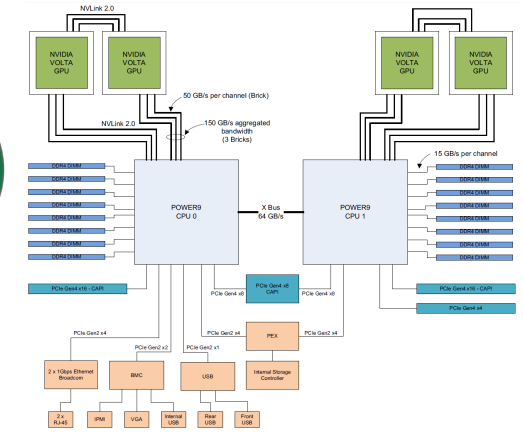 NVLink 2.0
NVIDIA
VOLTA
GPU
NVIDIA
VOLTA
GPU
NVIDIA
VOLTA
GPU
NVIDIA
VOLTA
GPU
50 GB/s per channel (Brick)
NVLink 2.0
150 GB/s aggregated
bandwidth
(3 Bricks)
15 GB/s per channel
DDR4 DIMM
DDR4 DIMM
DDR4 DIMM
DDR4 DIMM
DDR4 DIMM
DDR4 DIMM
DDR4 DIMM
DDR4 DIMM
POWER9
CPU 0
X Bus
64 GB/s
POWER9
CPU 1
DDR4 DIMM
DDR4 DIMM
DDR4 DIMM
DDR4 DIMM
DDR4 DIMM
DDR4 DIMM
DDR4 DIMM
DDR4 DIMM
PCIe Gen4 x16 - CAPI
PCIe Gen4 x8
PCIe Gen4 x8
CAPI
PCIe Gen4 x8
PCIe Gen4 x16 - CAPI
PCIe Gen4 x4
PCIe Gen2 x4
PCIe Gen2 x2
PCIe Gen2 x1
PCIe Gen2 x4
PEX
PCIe Gen2 x4
2 x 1Gbps Ethernet
Broadcom
BMC
USB
Internal Storage
Controller
2 x
RJ-45
IPMI
VGA
Internal
USB
Rear
USB
Front
USB